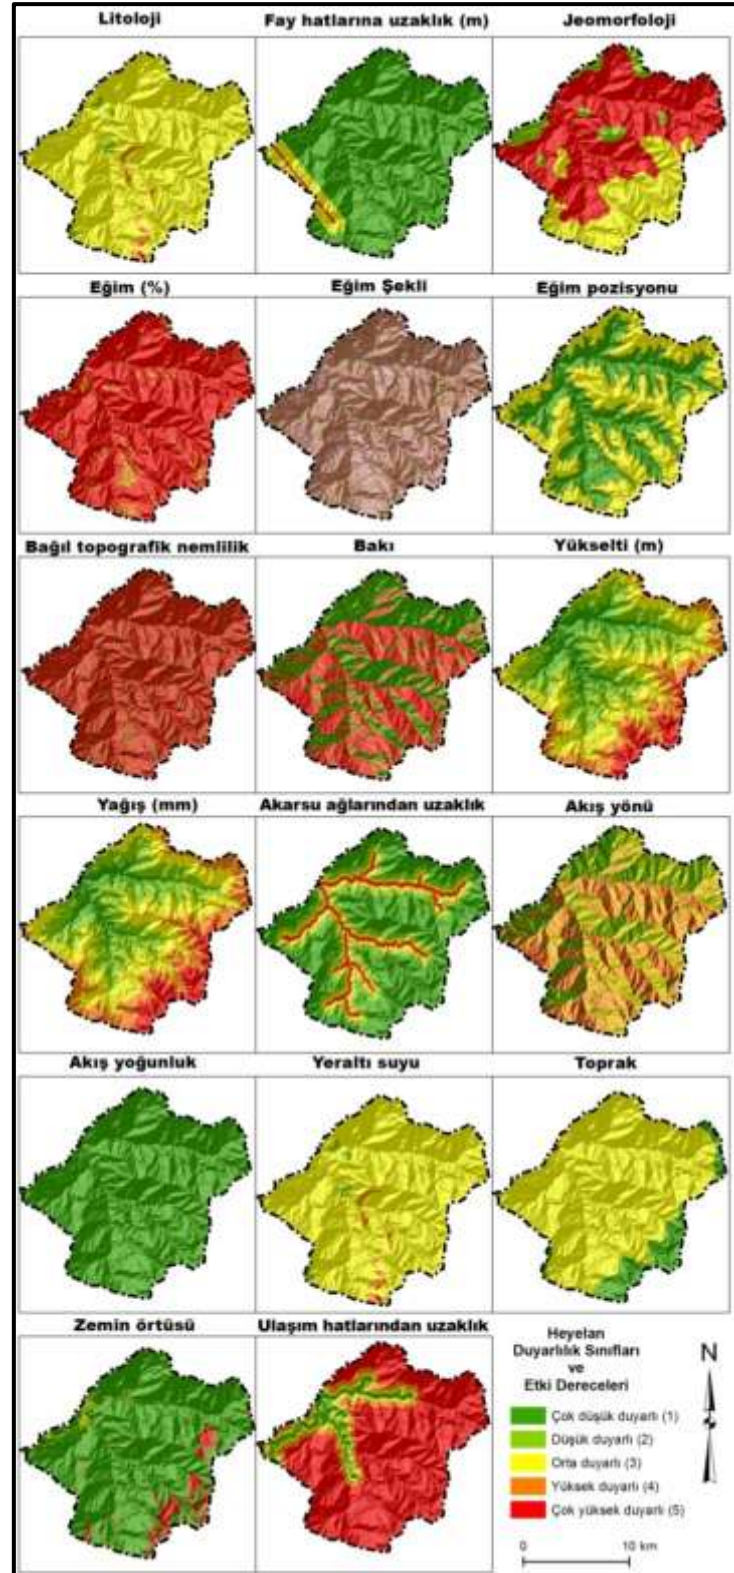 Litoloji
Fay hatlarına uzaklık (m)
Jeomorfoloji
Eğim (%)
Eğim Şekli
Eğim pozisyonu
Bağıl topografik nemlilik
Bakı
Yükselti (m)
Yağış (mm)
Akarsu ağlarından uzaklık
Akış yönü
Akış yoğunluk
Yeraltı suyu
Toprak
Zemin örtüsü
Ulaşım hatlarından uzaklık
Heyelan
Duyarlılık Sınıfları
ve
Etki Dereceleri
Çok düşük duyarlı (1)
Düşük duyarlı (2)
Orta duyarlı (3)
Yüksek duyarlı (4)
Çok yüksek duyarlı (5)
N
0 10 km